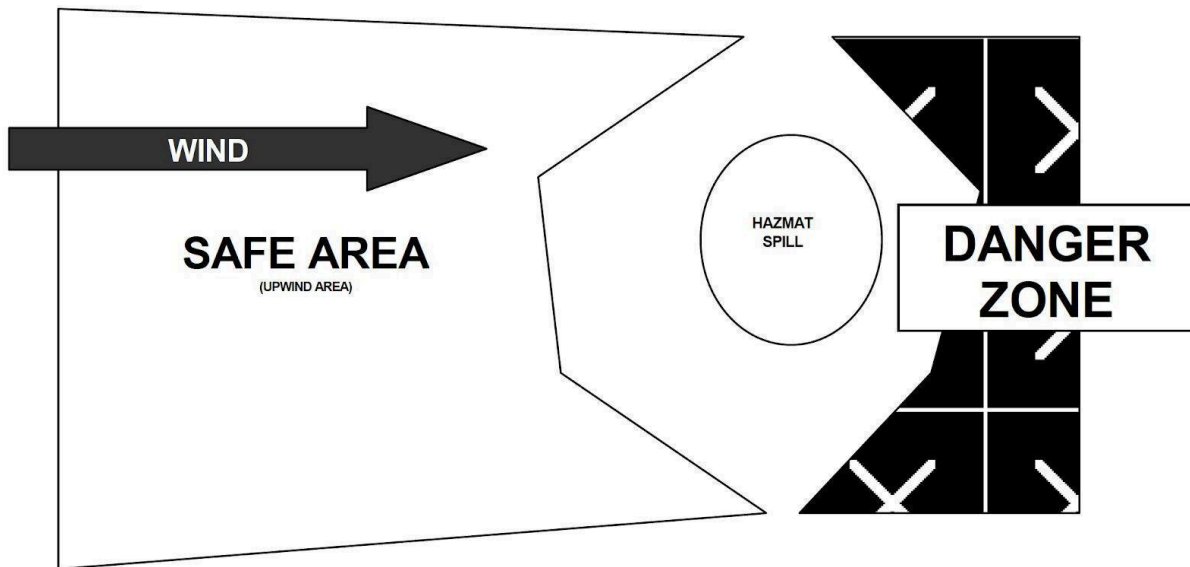 WIND
SAFE AREA
(UPWIND AREA)
HAZMAT
SPILL
DANGER
ZONE